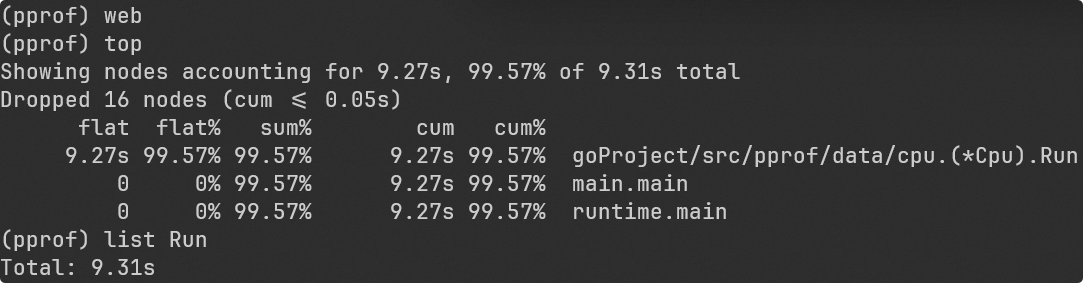 (pprof) web
(pprof) top
Showing nodes accounting for 9.27s, 99.57% of 9.31s total
Dropped 16 nodes (cum ≤ 0.05s)
      flat  flat%   sum%        cum   cum%
     9.27s 99.57% 99.57%      9.27s 99.57%  goProject/src/pprof/data/cpu.(*Cpu).Run
         0     0% 99.57%      9.27s 99.57%  main.main
         0     0% 99.57%      9.27s 99.57%  runtime.main
(pprof) list Run
Total: 9.31s